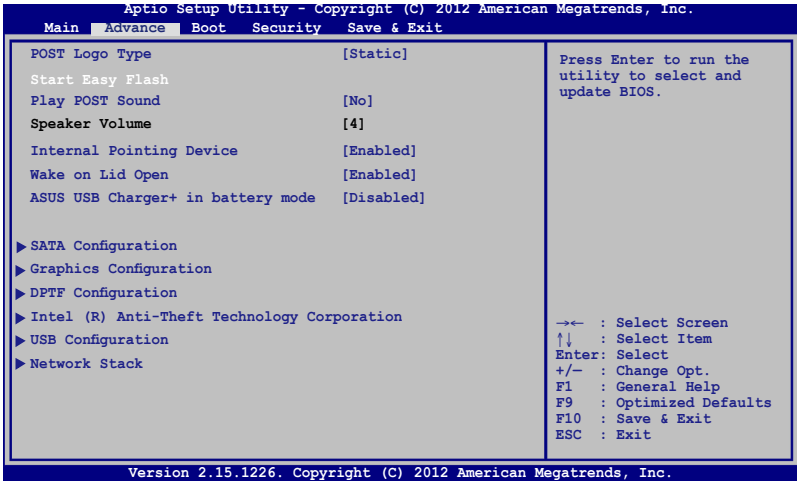 Aptio Setup Utility - Copyright (C) 2012 American Megatrends, Inc.
Main Advance Boot Security Save & Exit
POST Logo Type [Static]
Start Easy Flash
Play POST Sound [No]
Speaker Volume [4]
Internal Pointing Device [Enabled]
Wake on Lid Open [Enabled]
ASUS USB Charger+ in battery mode [Disabled]
SATA Configuration
Graphics Configuration
DPTF Configuration
Intel (R) Anti-Theft Technology Corporation
USB Configuration
Network Stack
Press Enter to run the
utility to select and
update BIOS.
→← : Select Screen
↑↓ : Select Item
Enter: Select
+/— : Change Opt.
F1 : General Help
F9 : Optimized Defaults
F10 : Save & Exit
ESC : Exit
Version 2.15.1226. Copyright (C) 2012 American Megatrends, Inc.